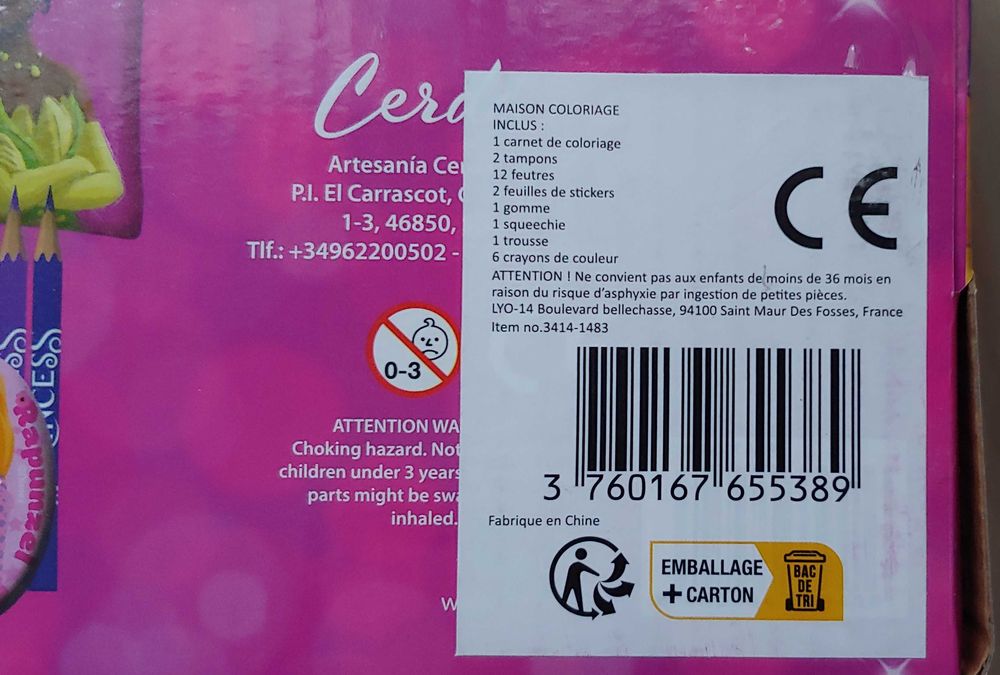 Artesanía
P.I. El Carrascot,
1-3, 46850,
Tlf.: +34962200502 -
0-3
ATTENTION
Choking hazard. Not
children under 3 years
parts might be
inhaled.
Rapunzel
MAISON COLORIAGE
INCLUS :
1 carnet de coloriage
2 tampons
12 feutres
2 feuilles de stickers
1 gomme
1 squeechie
1 trousse
6 crayons de couleur
ATTENTION ! Ne convient pas aux enfants de moins de 36 mois en
raison du risque d'asphyxie par ingestion de petites pièces.
LYO-14 Boulevard bellechasse, 94100 Saint Maur Des Fosses, France
Item no.3414-1483
CE
3 760167 655389
Fabrique en Chine
EMBALLAGE
+ CARTON
BAC
DE
TRI